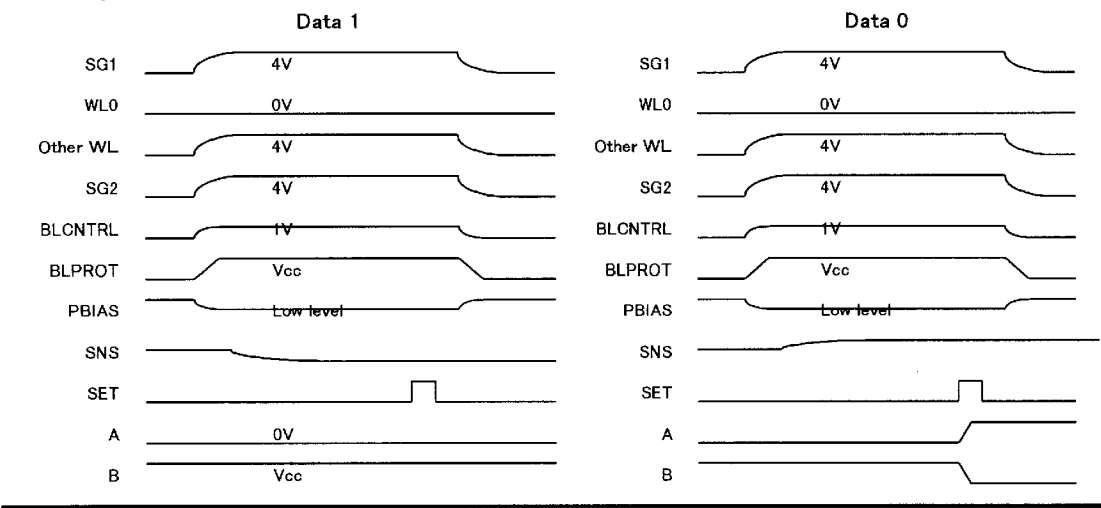 Data 1 Data 0
SG1 4V SG1 4V
WL0 0V WL0 0V
Other WL 4V Other WL 4V
SG2 4V SG2 4V
BLCNTRL 1V BLCNTRL 1V
BLPROT Vcc BLPROT Vcc
PBIAS Low level PBIAS Low level
SNS SNS
SET SET
A 0V A
B Vcc B